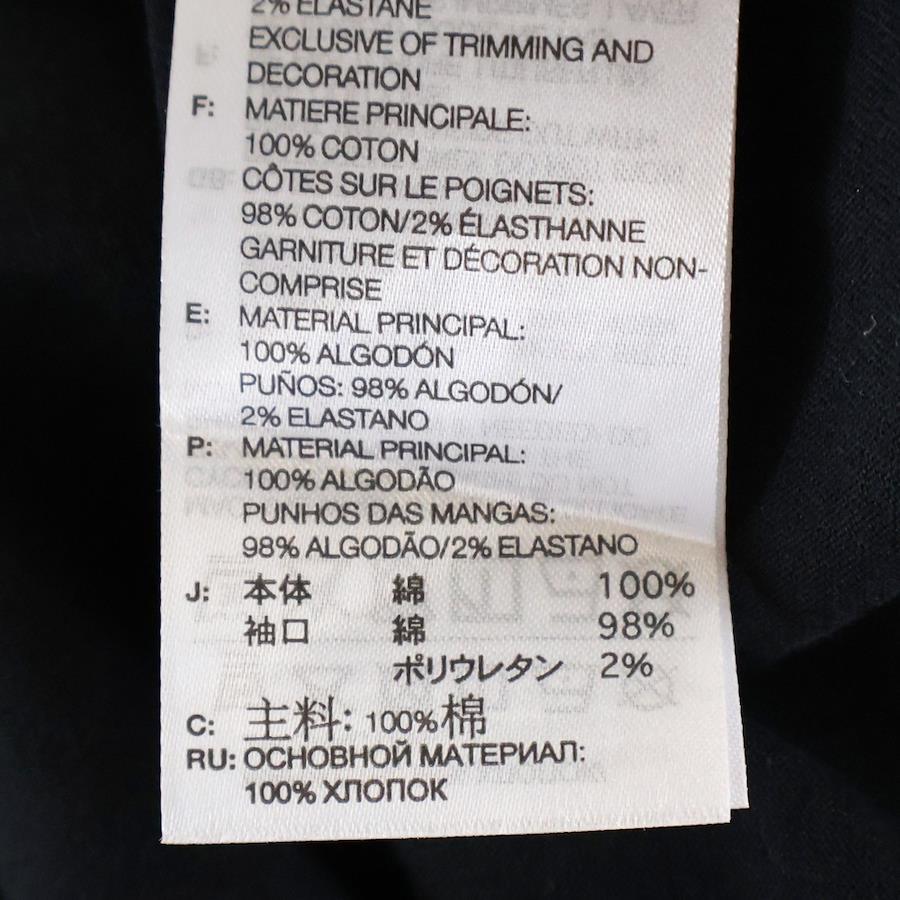 2% ELASTANE
EXCLUSIVE OF TRIMMING AND
DECORATION
F: MATIERE PRINCIPALE:
100% COTON
CÔTES SUR LE POIGNETS:
98% COTON/2% ÉLASTHANNE
GARNITURE ET DÉCORATION NON-
COMPRISE
E: MATERIAL PRINCIPAL:
100% ALGODÓN
PUÑOS: 98% ALGODÓN/
2% ELASTANO
P: MATERIAL PRINCIPAL:
100% ALGODÃO
PUNHOS DAS MANGAS:
98% ALGODÃO/2% ELASTANO
J: 本体 綿 100%
袖口 綿 98%
ポリウレタン 2%
C: 主料: 100%棉
RU: ОСНОВНОЙ МАТЕРИАЛ:
100% ХЛОПОК